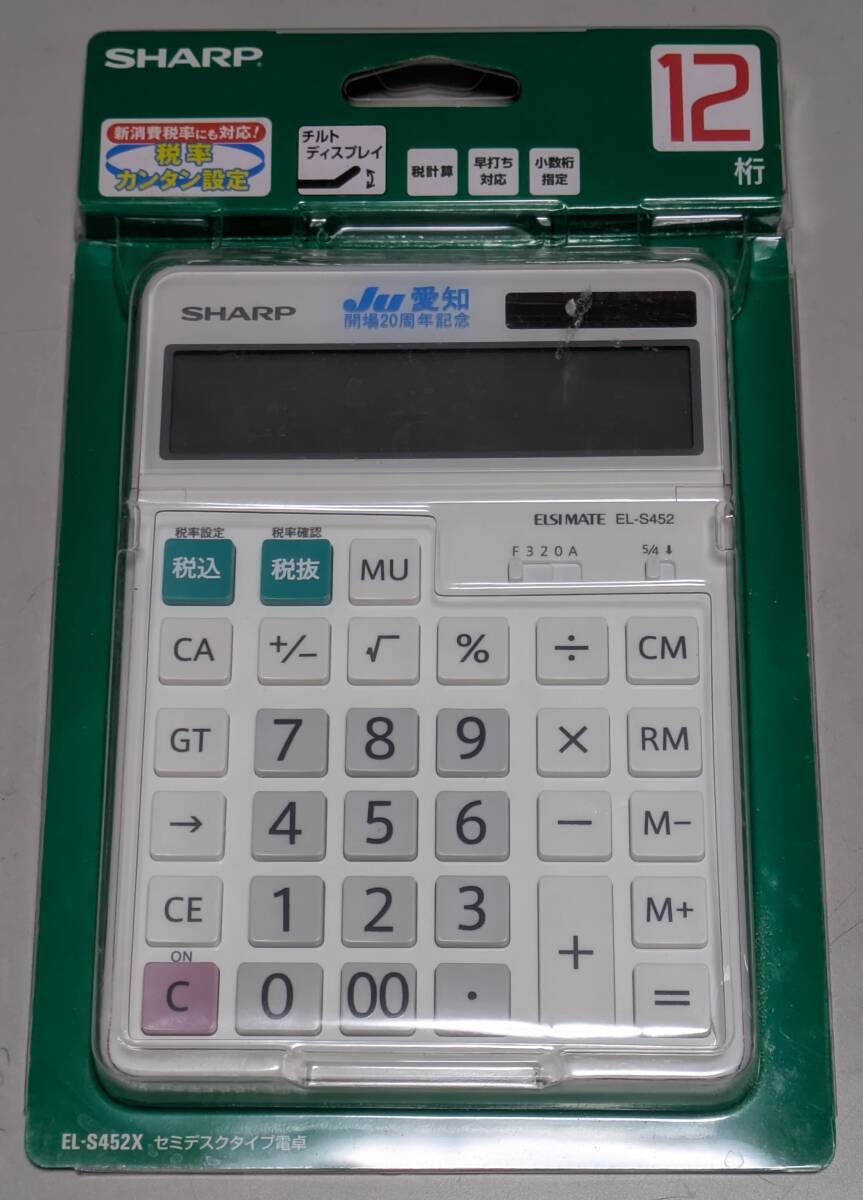 SHARP
12
桁
新消費税率にも対応!
税率
カンタン設定
チルト
ディスプレイ
税計算
早打ち
対応
小数桁
指定
SHARP
Ju 愛知
開場20周年記念
ELSI MATE EL-S452
税率設定 税率確認
F 3 2 0 A 5/4 ⬇
税込 税抜 MU
CA +/− √ % ÷ CM
GT 7 8 9 × RM
→ 4 5 6 − M−
CE 1 2 3 + M+
ON
C 0 00 · =
EL-S452X セミデスクタイプ電卓